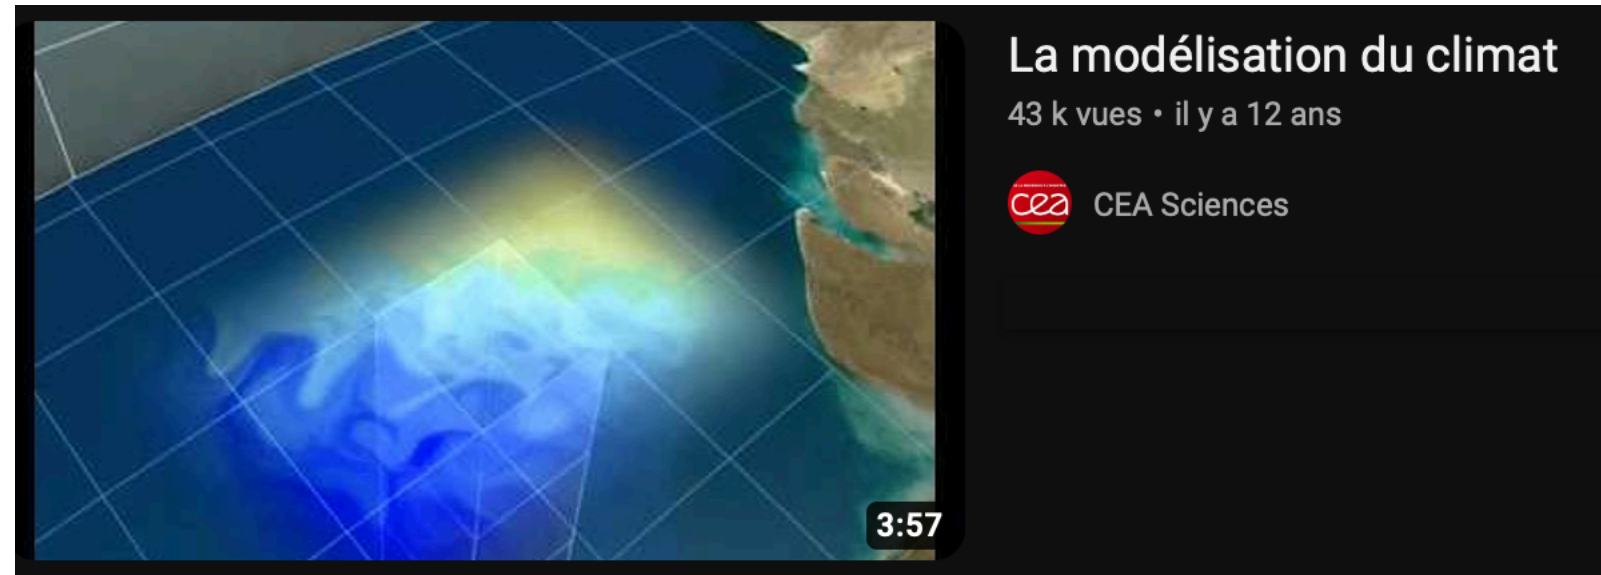 La modélisation du climat
43 k vues • il y a 12 ans
cea
CEA Sciences
3:57